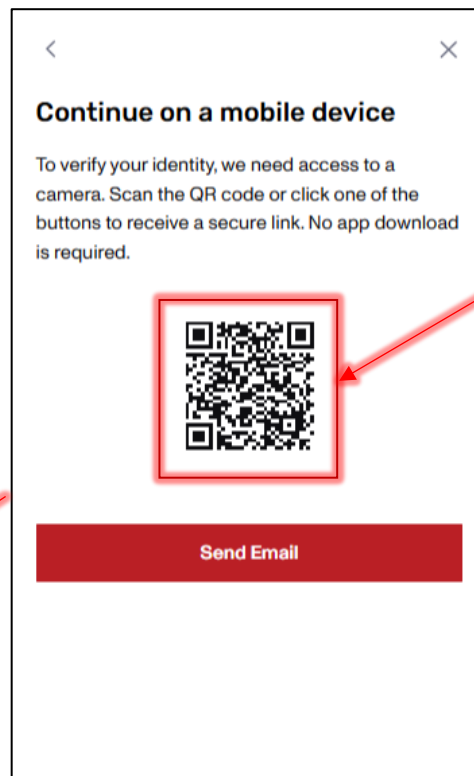 Continue on a mobile device
To verify your identity, we need access to a
camera. Scan the QR code or click one of the
buttons to receive a secure link. No app download
is required.
Send Email